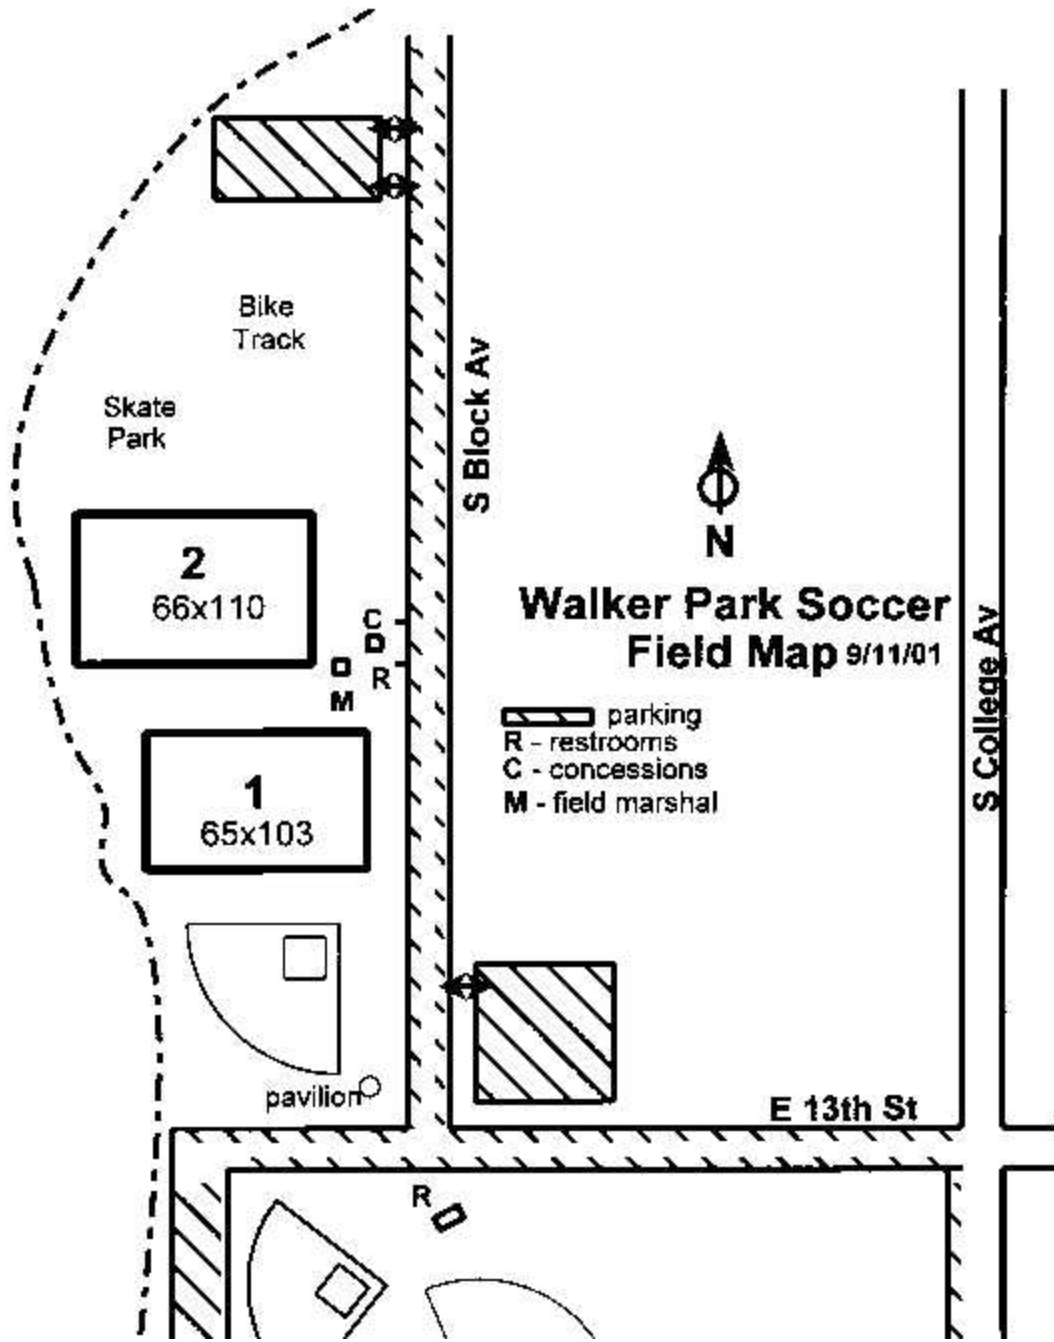 Bike
Track
Skate
Park
S Block Av
N
2
66x110
Walker Park Soccer
Field Map 9/11/01
C
R
M
S College Av
parking
R - restrooms
C - concessions
M - field marshal
1
65x103
pavilion
E 13th St
R